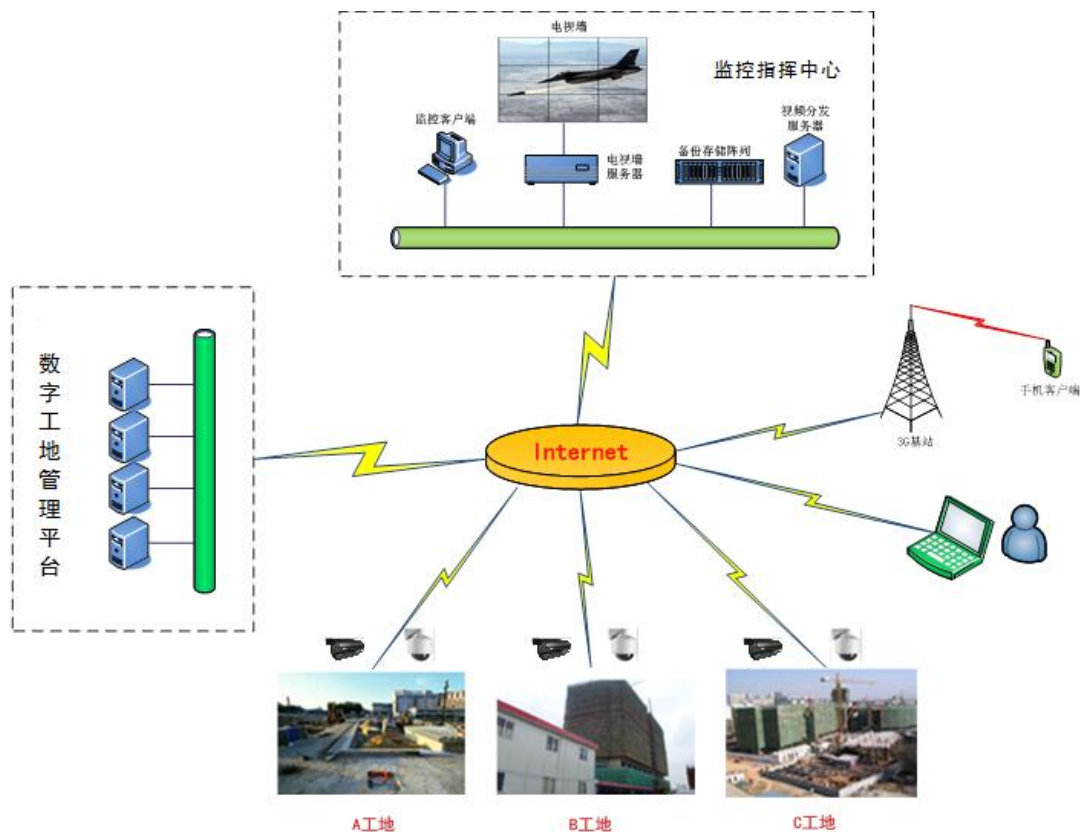 电视墙
监控指挥中心
监控客户端
视频分发
服务器
电视墙
服务器
备份存储阵列
数字工地管理平台
Internet
3G基站
手机客户端
A工地
B工地
C工地